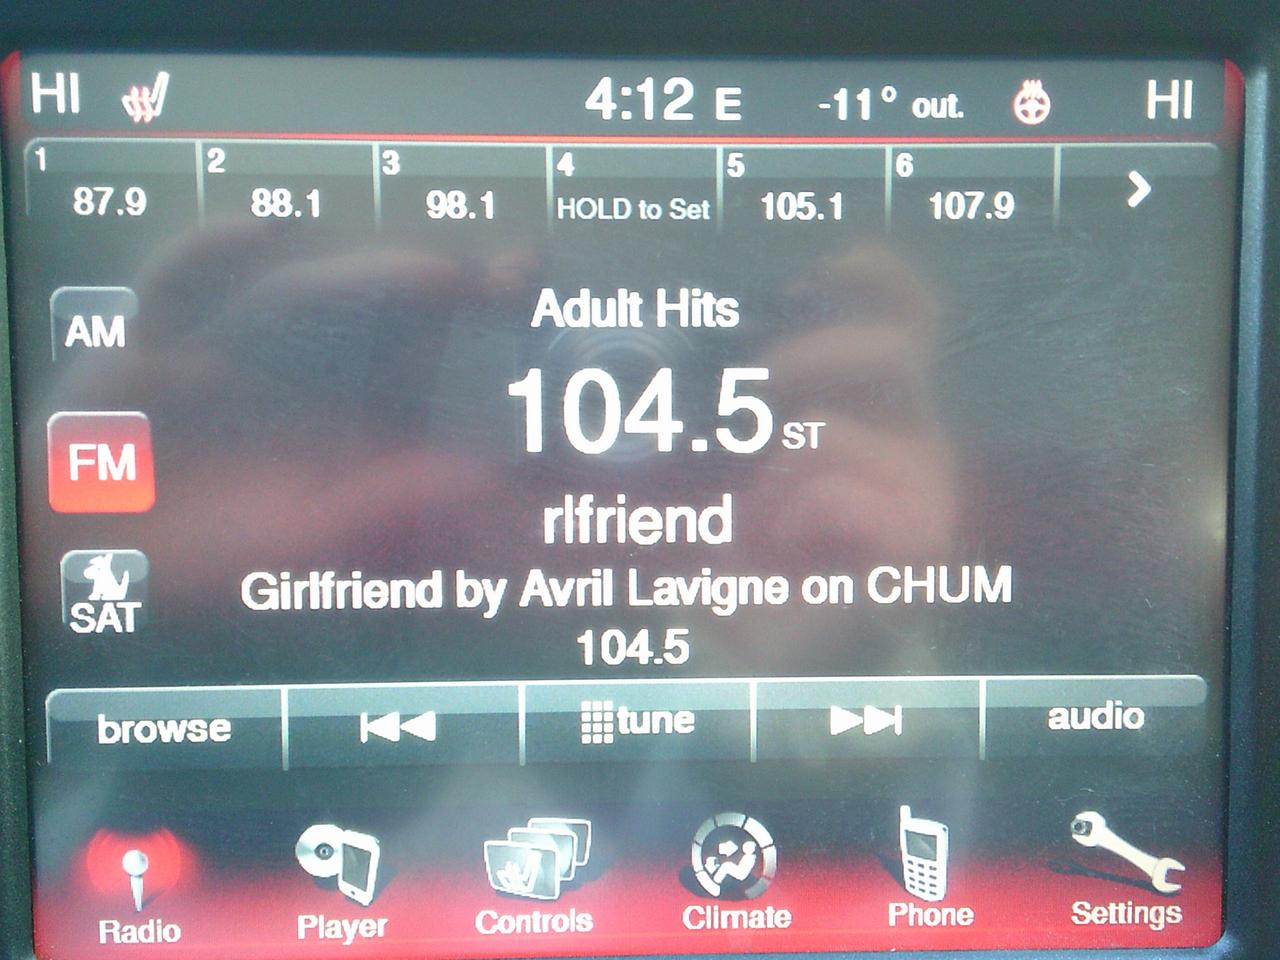 HI 4:12 E -11° out. HI
1 2 3 4 5 6
87.9 88.1 98.1 HOLD to Set 105.1 107.9
Adult Hits
AM
104.5 ST
FM
rlfriend
Girlfriend by Avril Lavigne on CHUM
SAT
104.5
browse tune audio
Radio Player Controls Climate Phone Settings